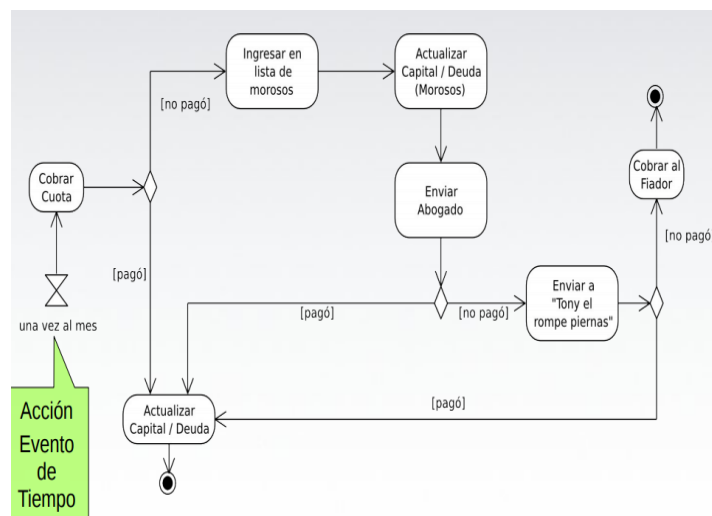 Ingresar en
lista de
morosos
Actualizar
Capital / Deuda
(Morosos)
[no pagó]
Cobrar
Cuota
Enviar
Abogado
Cobrar al
Fiador
[no pagó
[pagó]
una vez al mes
[pagó]
[no pagó]
Enviar a
"Tony el
rompe piernas"
Acción
Evento
de
Tiempo
Actualizar
Capital / Deuda
[pagó]